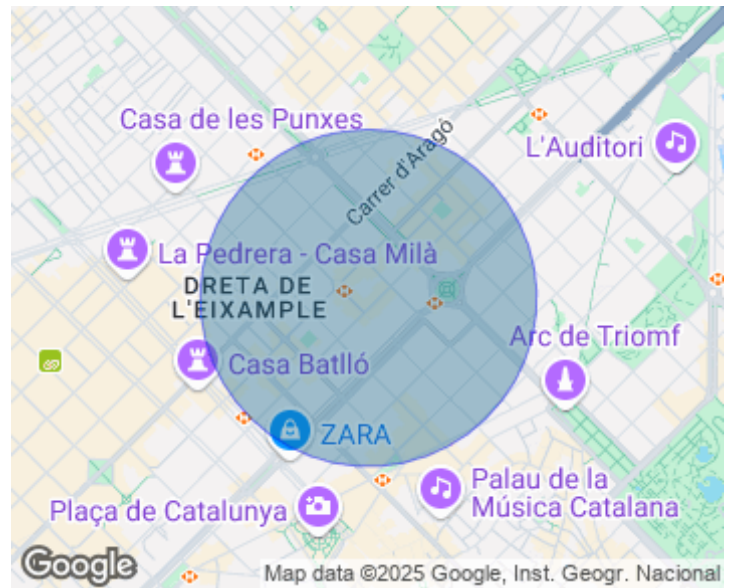 Casa de les Punxes
Carrer d'Aragó
L'Auditori
La Pedrera - Casa Milà
DRETA DE
L'EIXAMPLE
Arc de Triomf
Casa Batlló
ZARA
Palau de la
Música Catalana
Plaça de Catalunya
Google
Map data ©2025 Google, Inst. Geogr. Nacional